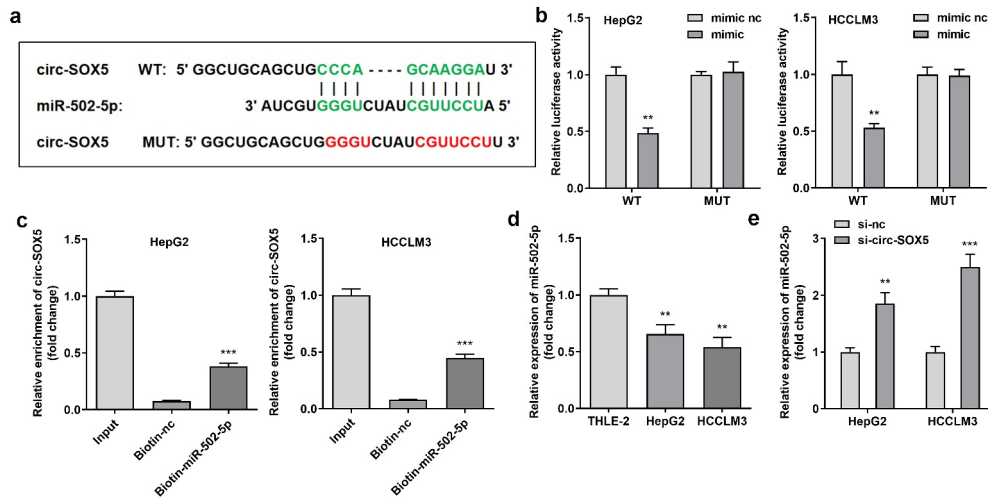 a
circ-SOX5 WT: 5' GGCUGCAGCUGCCCA ---- GCAAGGAU 3'
miR-502-5p: 3' AUCGUGGGGUCUAUCGUUCCUA 5'
circ-SOX5 MUT: 5' GGCUGCAGCUGGGGUCUAUCGUUCCUU 3'
b
HepG2
mimic nc
mimic
Relative luciferase activity
1.5
1.0
0.5
0.0
**
WT
MUT
HCCLM3
mimic nc
mimic
Relative luciferase activity
1.5
1.0
0.5
0.0
**
WT
MUT
c
HepG2
Relative enrichment of circ-SOX5
(fold change)
1.5
1.0
0.5
0.0
***
Input
Biotin-nc
Biotin-miR-502-5p
HCCLM3
Relative enrichment of circ-SOX5
(fold change)
1.5
1.0
0.5
0.0
***
Input
Biotin-nc
Biotin-miR-502-5p
d
Relative expression of miR-502-5p
(fold change)
1.5
1.0
0.5
0.0
**
**
THLE-2
HepG2
HCCLM3
e
si-nc
si-circ-SOX5
Relative expression of miR-502-5p
(fold change)
3
2
1
0
**
***
HepG2
HCCLM3